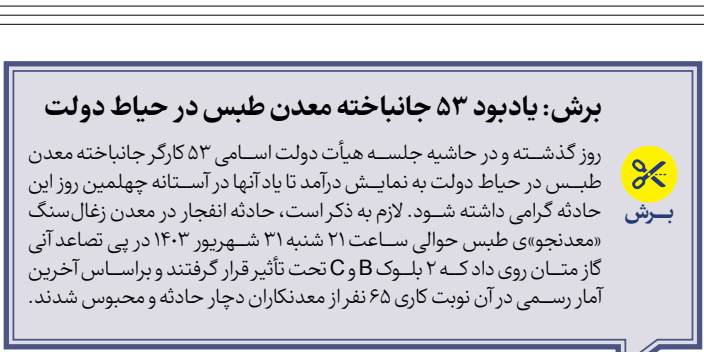 برش: یادبود ۵۳ جانباخته معدن طبس در حیاط دولت
روز گذشــته و در حاشیه جلســه هیأت دولت اســامی ۵۳ کارگر جانباخته معدن
طبــس در حیاط دولت به نمایــش درآمد تا یاد آنها در آســتانه چهلمین روز این
حادثه گرامی داشته شــود. لازم به ذکر است، حادثه انفجار در معدن زغال‌سنگ
«معدنجو»ی طبس حوالی ســاعت ۲۱ شنبه ۳۱ شــهریور ۱۴۰۳ در پی تصاعد آنی
گاز متــان روی داد کــه ۲ بلــوک B و C تحت تأثیر قرار گرفتند و براســاس آخرین
آمار رســمی در آن نوبت کاری ۶۵ نفر از معدنکاران دچار حادثه و محبوس شدند.
بــرش